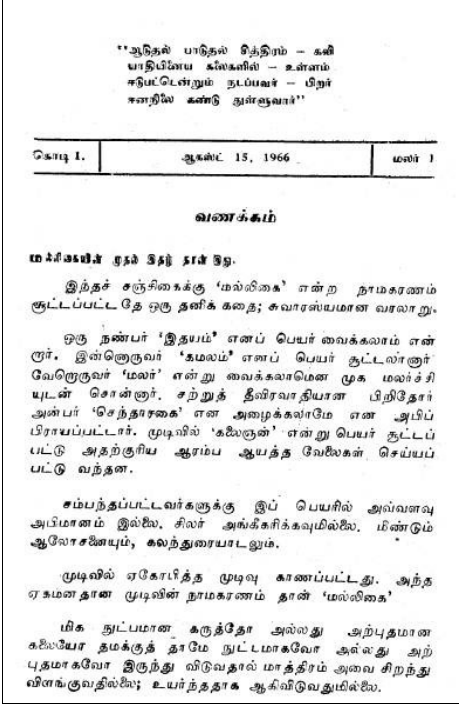 "ஆடுதல் பாடுதல் சித்திரம் – கவி
யாதியினைய கலைகளில் – உள்ளம்
ஈடுபட்டென்றும் நடப்பவர் – பிறர்
ஈனநிலை கண்டு துள்ளுவார்"
கொடி 1.
ஆகஸ்ட் 15, 1966
மலர் 1
வணக்கம்
மல்லிகையின் முதல் இதழ் தான் இது.
இந்தச் சஞ்சிகைக்கு 'மல்லிகை' என்ற நாமகரணம்
சூட்டப்பட்டதே ஒரு தனிக் கதை; சுவாரஸ்யமான வரலாறு.
ஒரு நண்பர் 'இதயம்' எனப் பெயர் வைக்கலாம் என்
றார். இன்னொருவர் 'கமலம்' எனப் பெயர் சூட்டலானார்
வேறொருவர் 'மலர்' என்று வைக்கலாமென முக மலர்ச்சி
யுடன் சொன்னார். சற்றுத் தீவிரவாதியான பிறிதோர்
அன்பர் 'செந்தாரகை' என அழைக்கலாமே என அபிப்
பிராயப்பட்டார். முடிவில் 'கலைஞன்' என்று பெயர் சூட்டப்
பட்டு அதற்குரிய ஆரம்ப ஆயத்த வேலைகள் செய்யப்
பட்டு வந்தன.
சம்பந்தப்பட்டவர்களுக்கு இப் பெயரில் அவ்வளவு
அபிமானம் இல்லை. சிலர் அங்கீகரிக்கவுமில்லை. மீண்டும்
ஆலோசனையும், கலந்துரையாடலும்.
முடிவில் ஏகோபித்த முடிவு காணப்பட்டது. அந்த
ஏகமனதான முடிவின் நாமகரணம் தான் 'மல்லிகை'
மிக நுட்பமான கருத்தோ அல்லது அற்புதமான
கலையோ தமக்குத் தாமே நுட்டமாகவோ அல்லது அற்
புதமாகவோ இருந்து விடுவதால் மாத்திரம் அவை சிறந்து
விளங்குவதில்லை; உயர்ந்ததாக ஆகிவிடுவதுமில்லை.